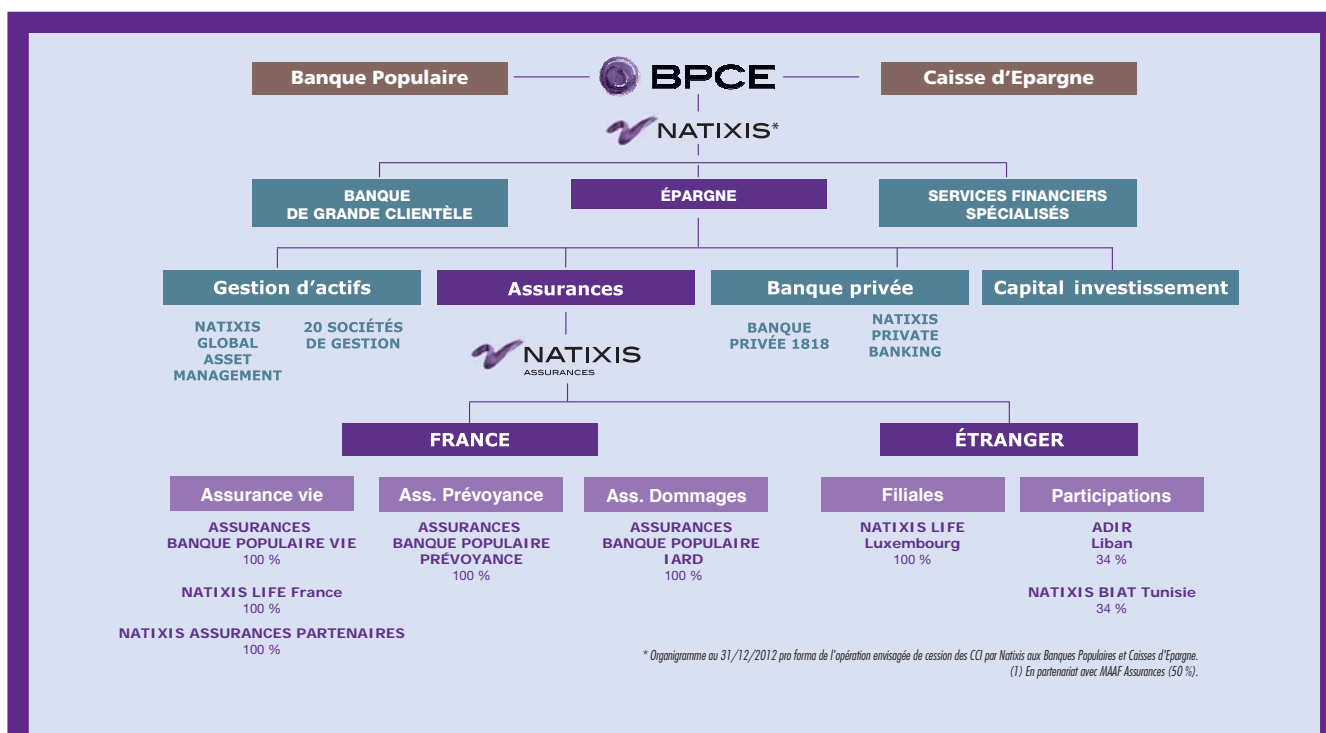 Banque Populaire
BPCE
Caisse d'Epargne
NATIXIS*
BANQUE
DE GRANDE CLIENTÈLE
ÉPARGNE
SERVICES FINANCIERS
SPÉCIALISÉS
Gestion d'actifs
Assurances
Banque privée
Capital investissement
NATIXIS
GLOBAL
ASSET
MANAGEMENT
20 SOCIÉTÉS
DE GESTION
NATIXIS
ASSURANCES
BANQUE
PRIVÉE 1818
NATIXIS
PRIVATE
BANKING
FRANCE
ÉTRANGER
Assurance vie
ASSURANCES
BANQUE POPULAIRE VIE
100 %
NATIXIS LIFE France
100 %
NATIXIS ASSURANCES PARTENAIRES
100 %
Ass. Prévoyance
ASSURANCES
BANQUE POPULAIRE
PRÉVOYANCE
100 %
Ass. Dommages
ASSURANCES
BANQUE POPULAIRE
IARD
100 %
Filiales
NATIXIS LIFE
Luxembourg
100 %
Participations
ADIR
Liban
34 %
NATIXIS BIAT Tunisie
34 %
* Organigramme au 31/12/2012 pro forma de l'opération envisagée de cession des CCI par Natixis aux Banques Populaires et Caisses d'Epargne.
(1) En partenariat avec MAAF Assurances (50 %).